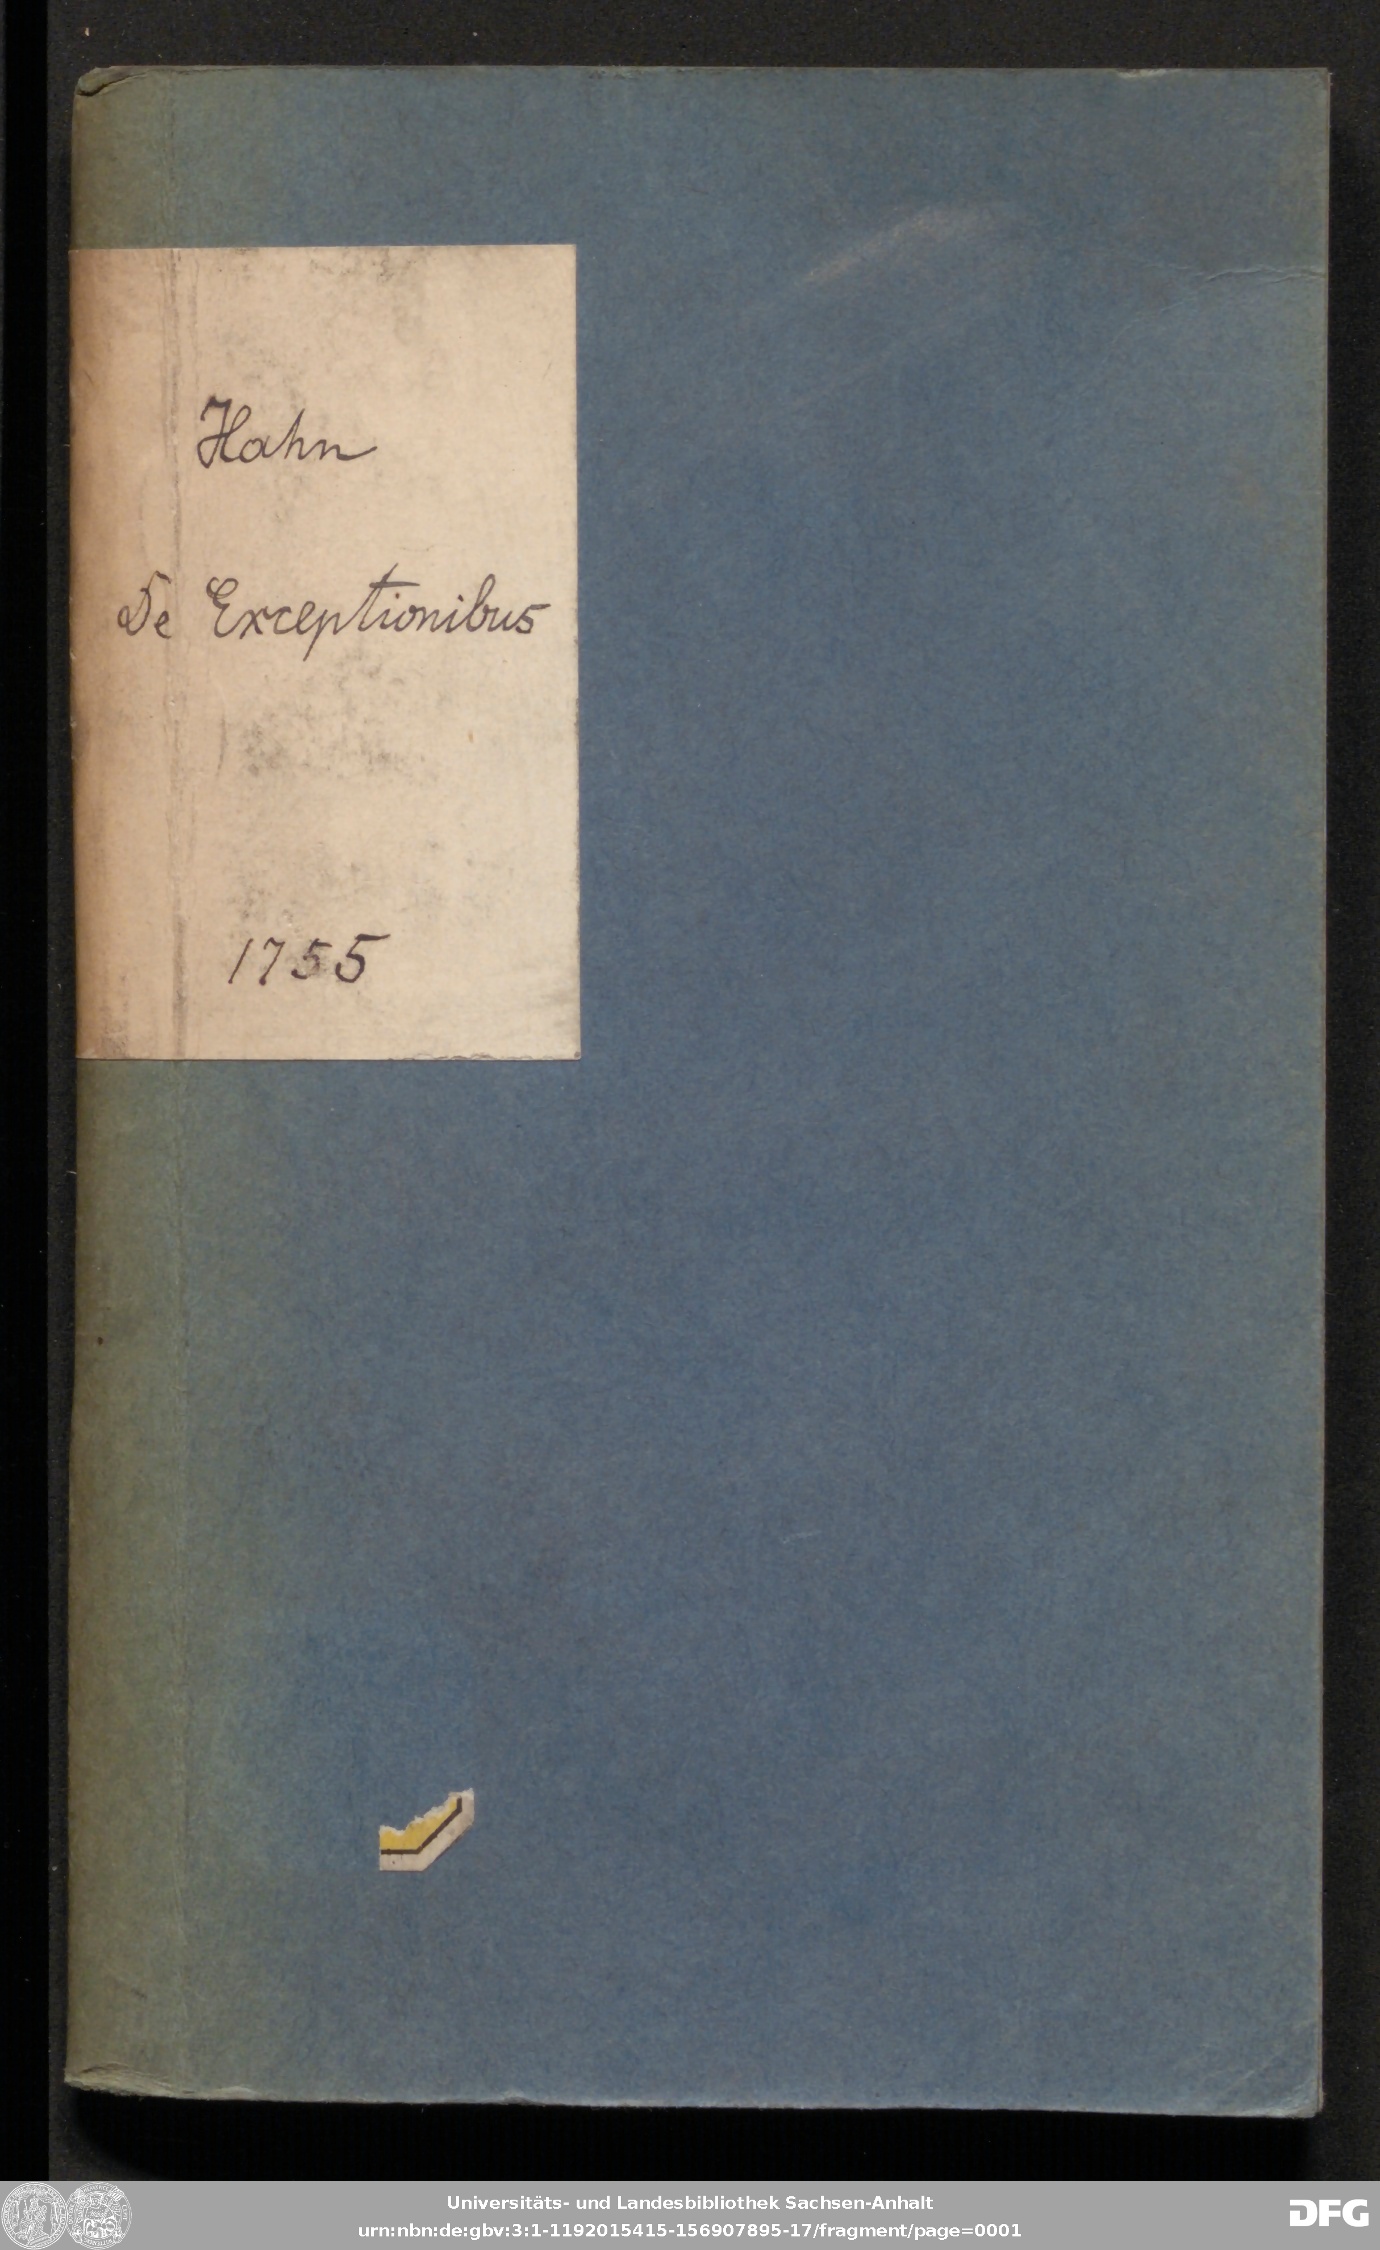 Hahn
De Exceptionibus
1755
Universitäts- und Landesbibliothek Sachsen-Anhalt
urn:nbn:de:gbv:3:1-1192015415-156907895-17/fragment/page=0001
DFG